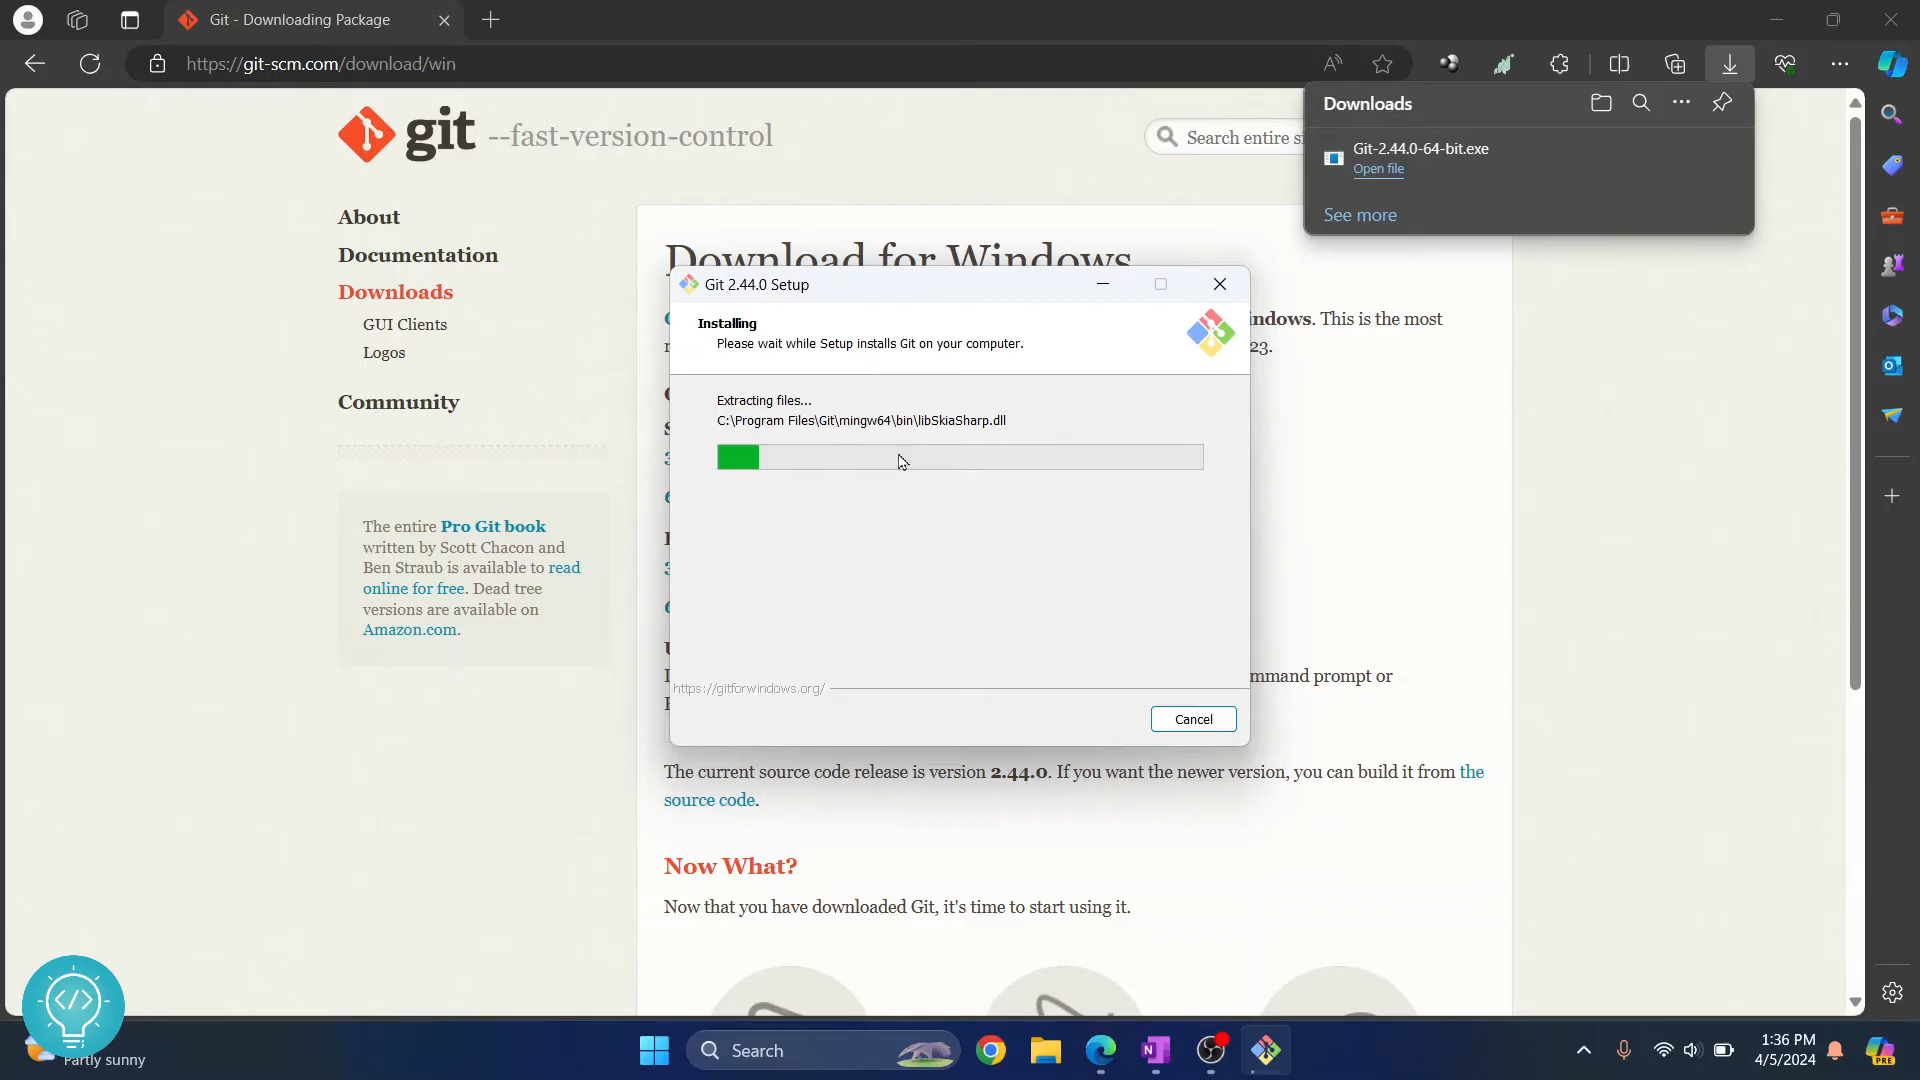 Git - Downloading Package
https://git-scm.com/download/win
git --fast-version-control
Search entire si
Downloads
Git-2.44.0-64-bit.exe
Open file
See more
About
Documentation
Downloads
GUI Clients
Logos
Community
The entire Pro Git book
written by Scott Chacon and
Ben Straub is available to read
online for free. Dead tree
versions are available on
Amazon.com.
Download for Windows
indows. This is the most
23.
Git 2.44.0 Setup
Installing
Please wait while Setup installs Git on your computer.
Extracting files...
C:\Program Files\Git\mingw64\bin\libSkiaSharp.dll
https://gitforwindows.org/
Cancel
mmand prompt or
The current source code release is version 2.44.0. If you want the newer version, you can build it from the
source code.
Now What?
Now that you have downloaded Git, it's time to start using it.
Partly sunny
Search
1:36 PM
4/5/2024